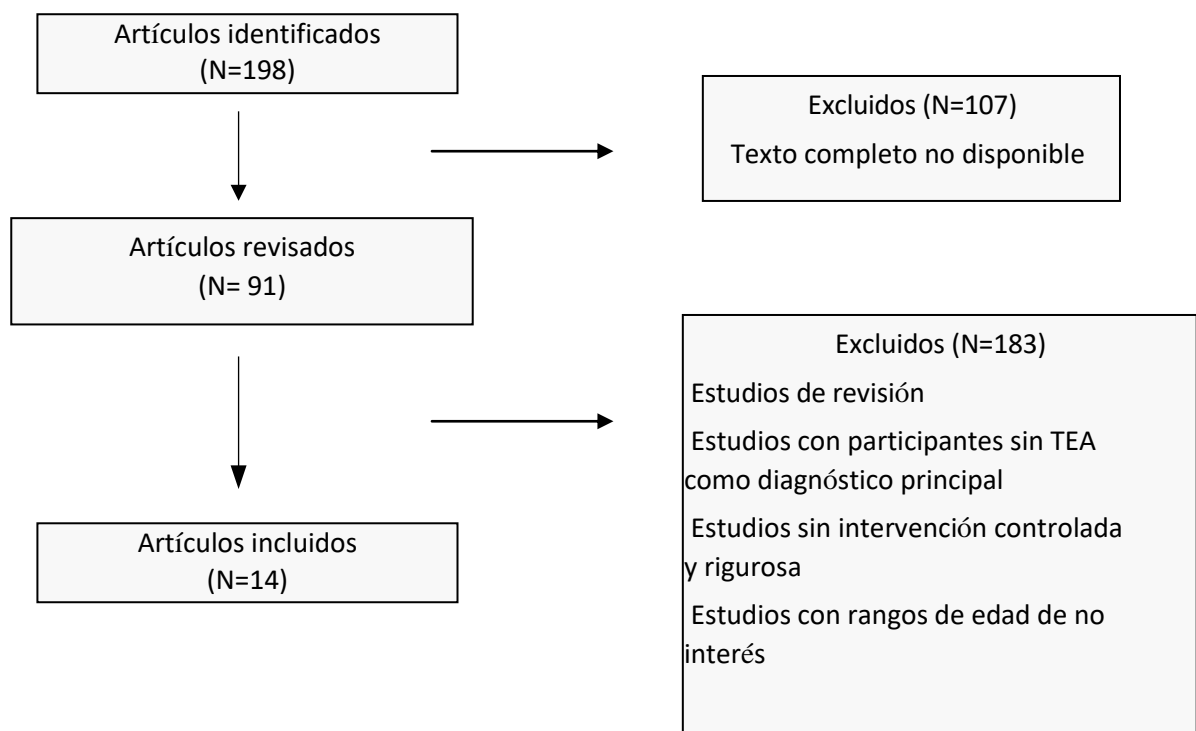 Artículos identificados
(N=198)
Excluidos (N=107)
Texto completo no disponible
Artículos revisados
(N= 91)
Excluidos (N=183)
Estudios de revisión
Estudios con participantes sin TEA
como diagnóstico principal
Estudios sin intervención controlada
y rigurosa
Estudios con rangos de edad de no
interés
Artículos incluidos
(N=14)